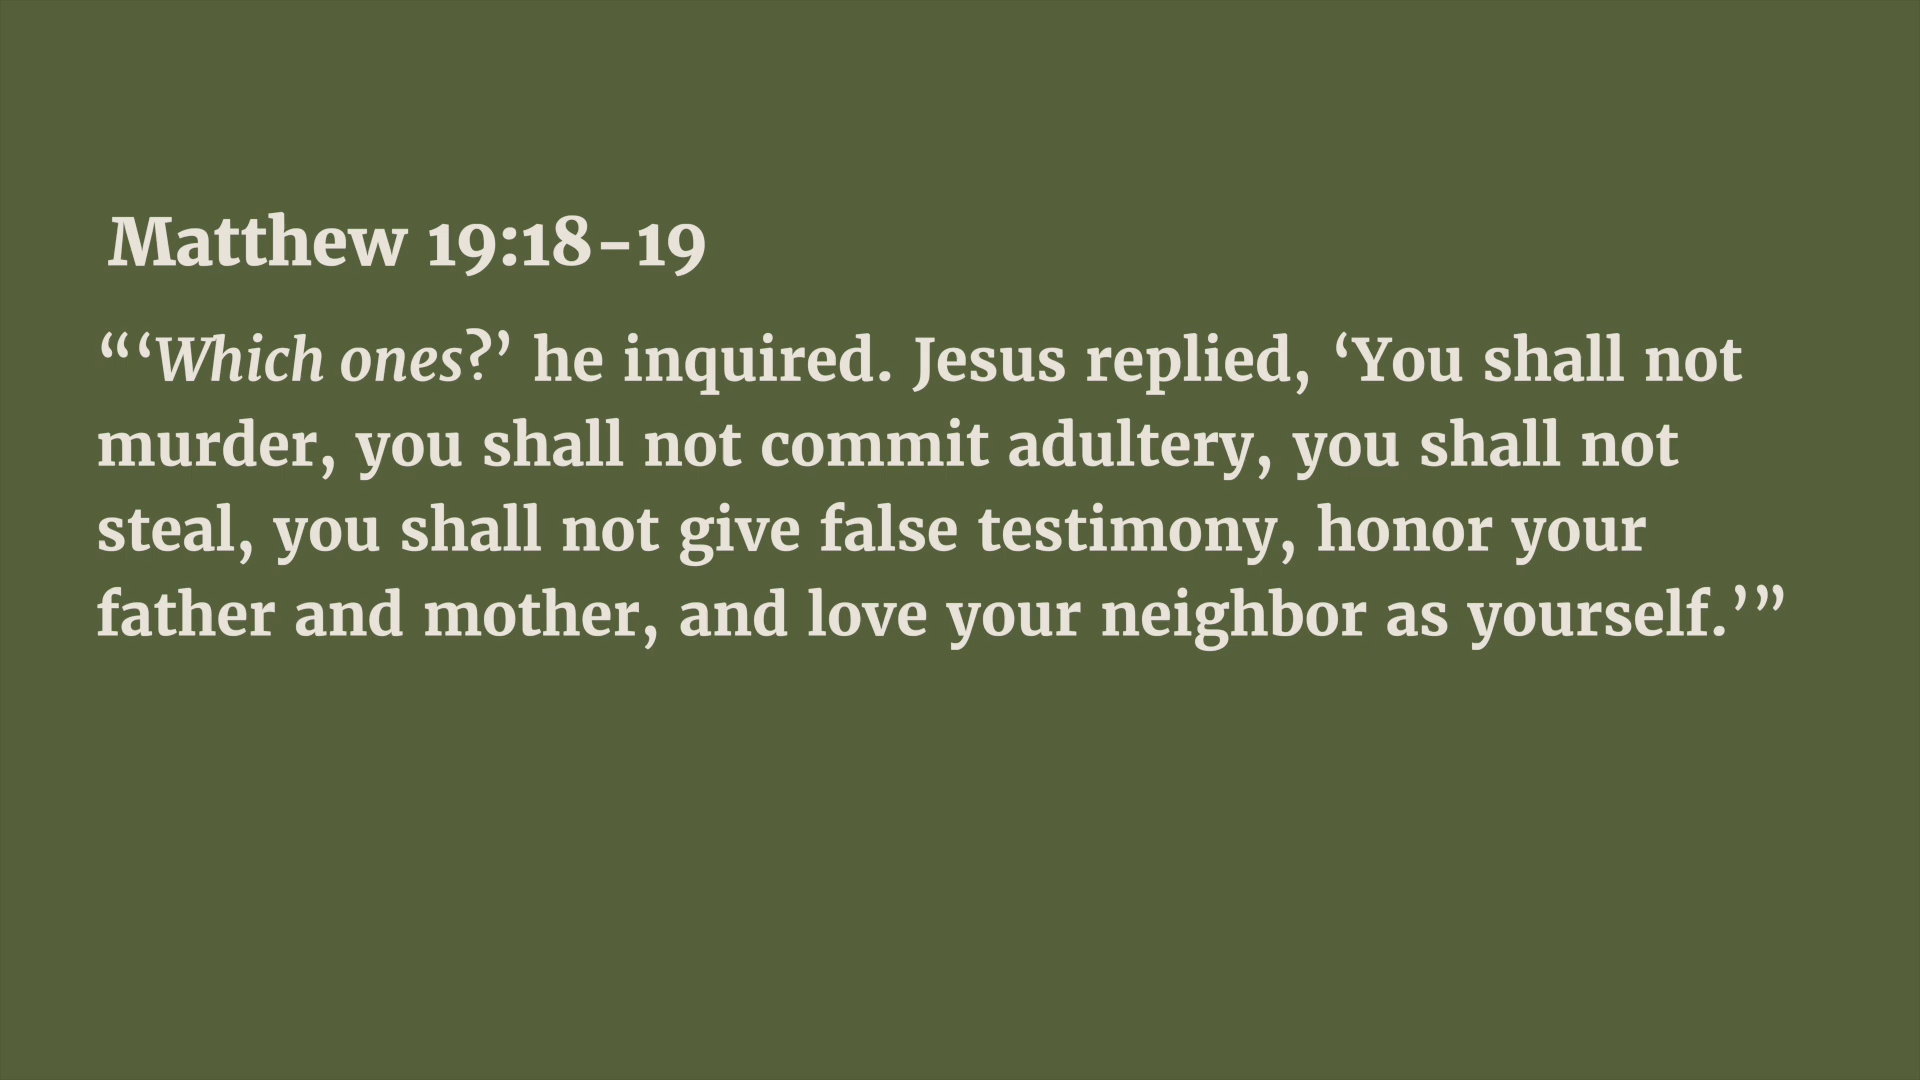 Matthew 19:18-19
“‘Which ones?’ he inquired. Jesus replied, ‘You shall not
murder, you shall not commit adultery, you shall not
steal, you shall not give false testimony, honor your
father and mother, and love your neighbor as yourself.’”